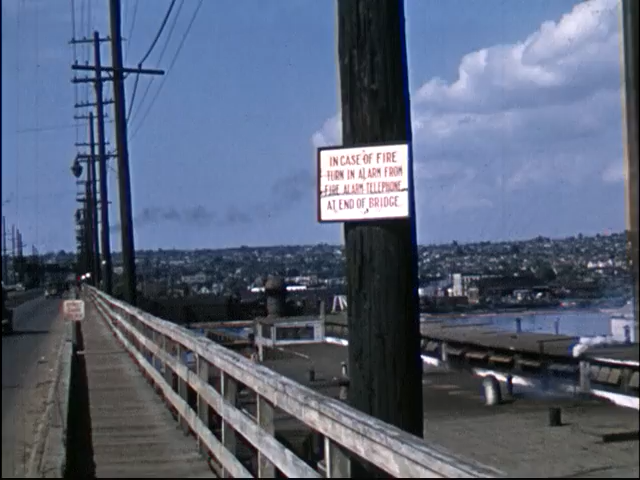 IN CASE OF FIRE
TURN IN ALARM FROM
FIRE ALARM TELEPHONE
AT END OF BRIDGE.